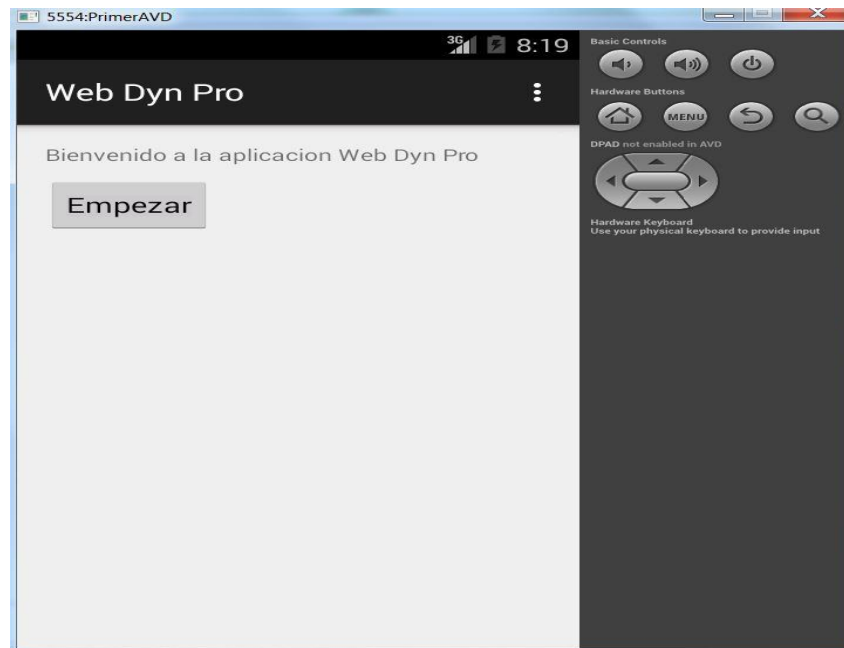 5554:PrimerAVD
3G 8:19
Web Dyn Pro
Bienvenido a la aplicacion Web Dyn Pro
Empezar
Basic Controls
Hardware Buttons
MENU
DPAD not enabled in AVD
Hardware Keyboard
Use your physical keyboard to provide input